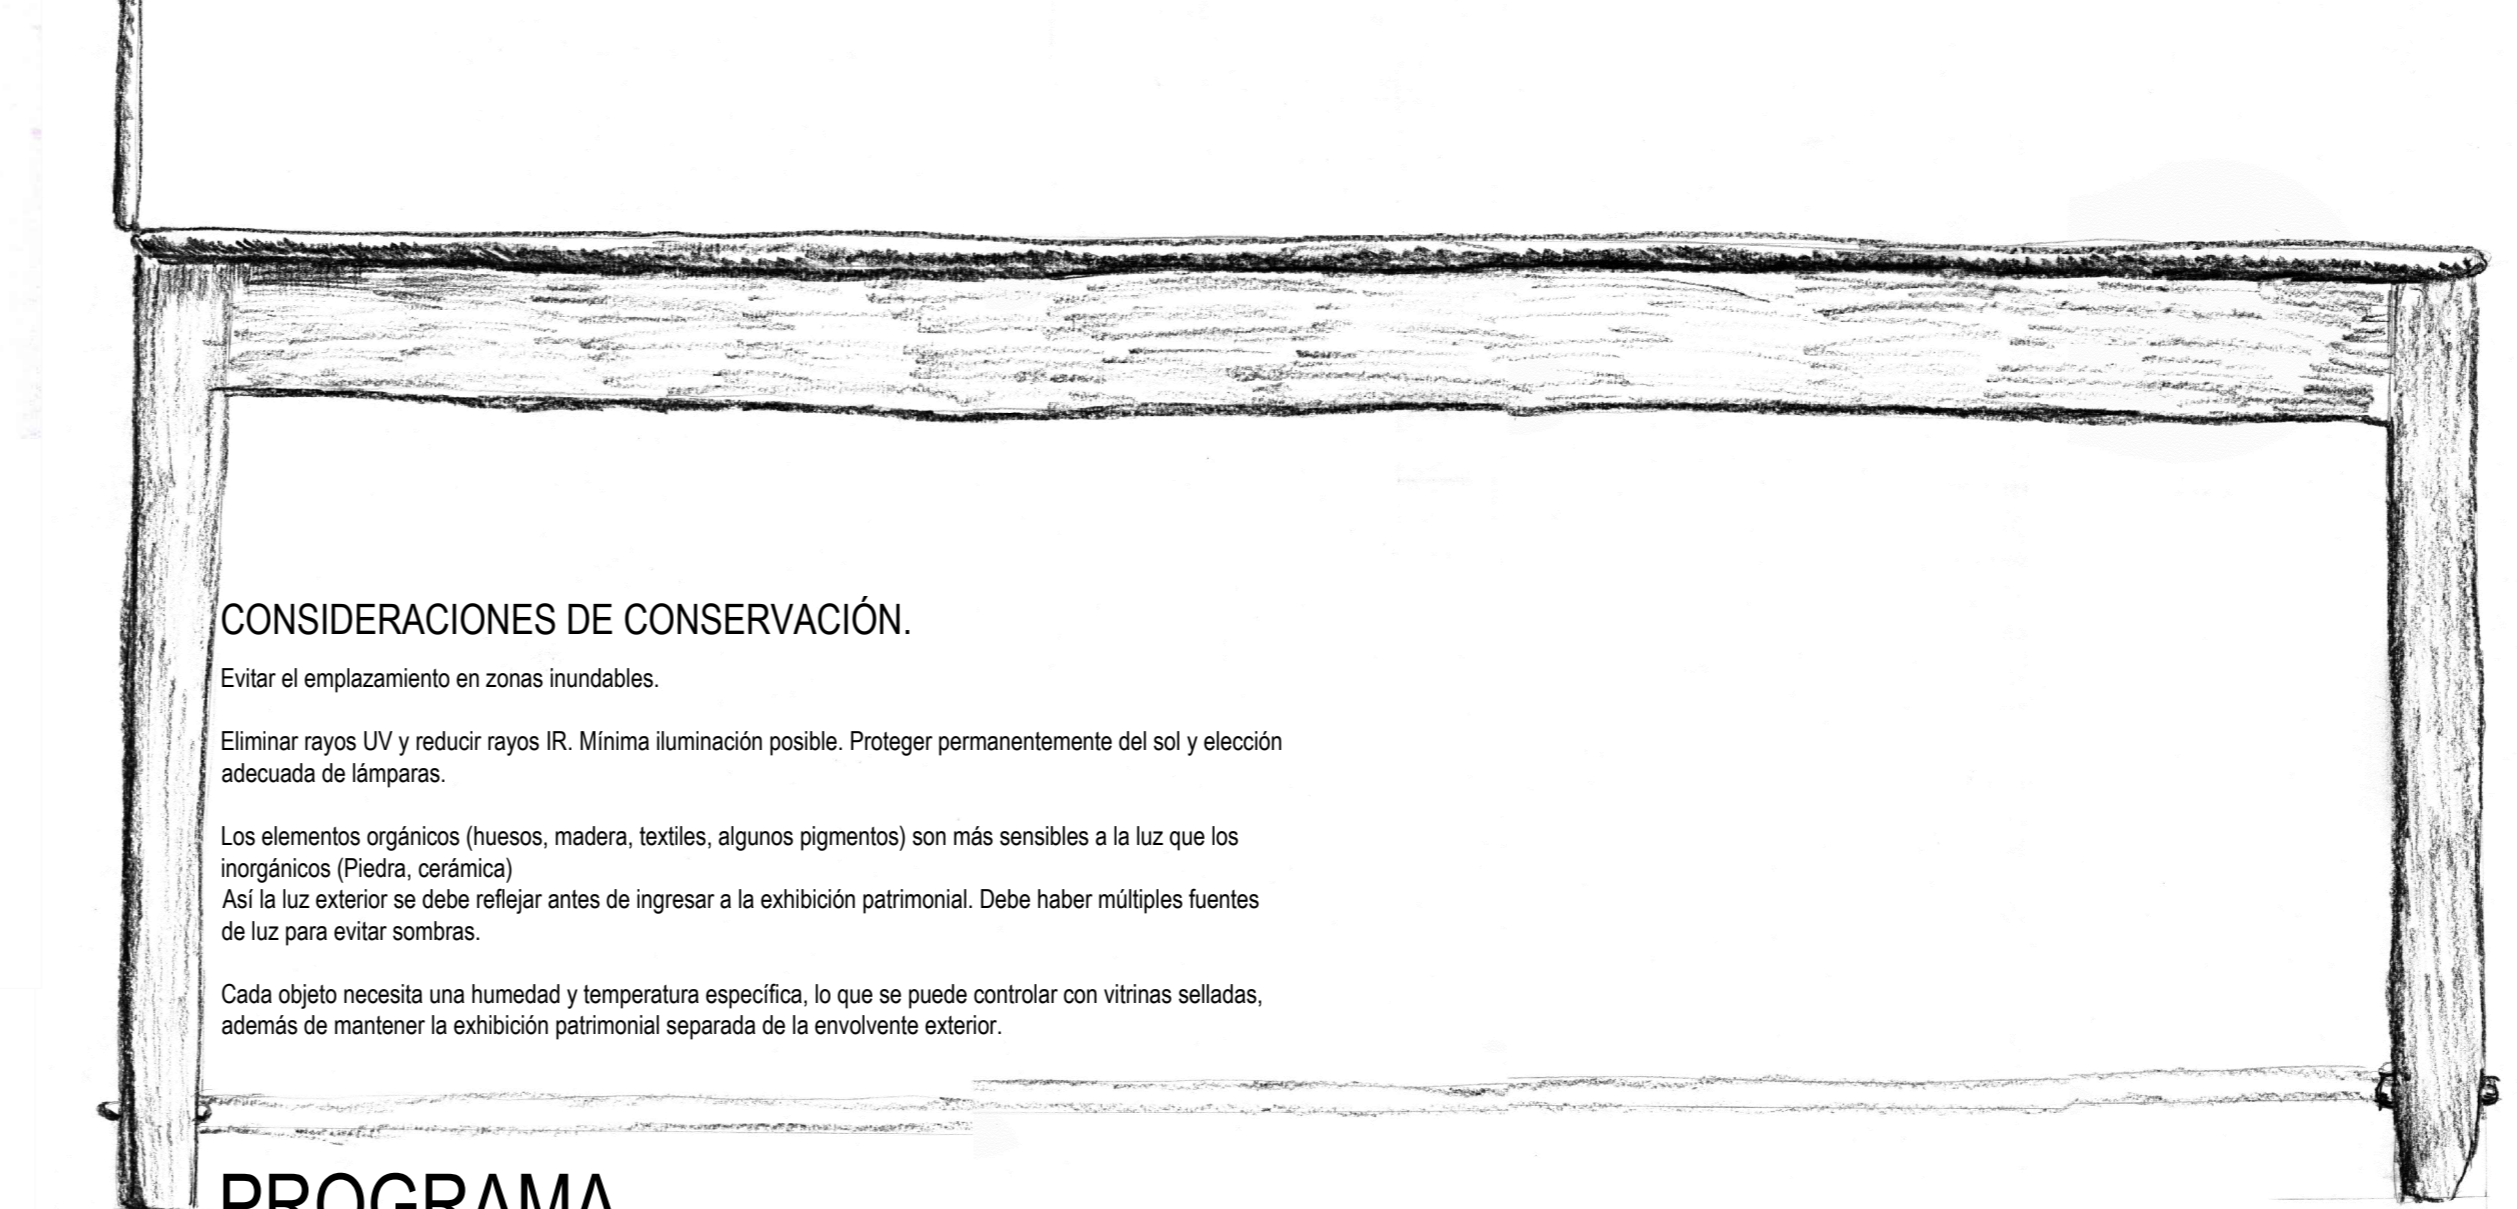 CONSIDERACIONES DE CONSERVACIÓN.
Evitar el emplazamiento en zonas inundables.
Eliminar rayos UV y reducir rayos IR. Mínima iluminación posible. Proteger permanentemente del sol y elección
adecuada de lámparas.
Los elementos orgánicos (huesos, madera, textiles, algunos pigmentos) son más sensibles a la luz que los
inorgánicos (Piedra, cerámica)
Así la luz exterior se debe reflejar antes de ingresar a la exhibición patrimonial. Debe haber múltiples fuentes
de luz para evitar sombras.
Cada objeto necesita una humedad y temperatura específica, lo que se puede controlar con vitrinas selladas,
además de mantener la exhibición patrimonial separada de la envolvente exterior.
PROGRAMA